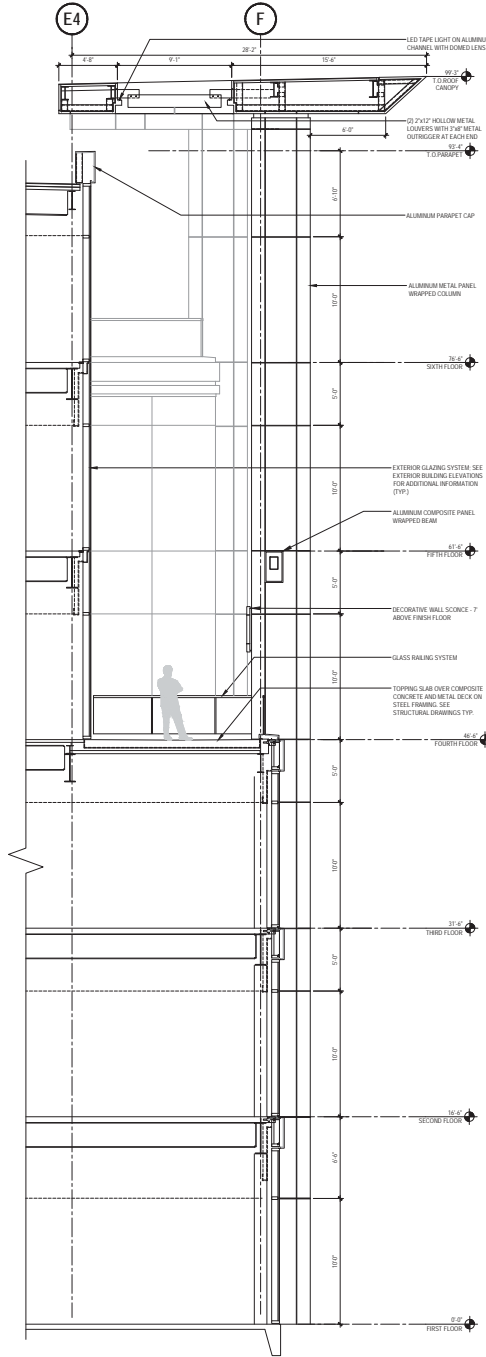 E4
F
LED TAPE LIGHT ON ALUMINU
CHANNEL WITH DOMED LENS
28'-2"
4'-8"
9'-1"
15'-6"
99'-3"
T.O.ROOF
CANOPY
(2) 2"x12" HOLLOW METAL
LOUVERS WITH 3"x8" METAL
OUTRIGGER AT EACH END
6'-0"
93'-4"
T.O.PARAPET
6'-10"
ALUMINUM PARAPET CAP
10'-0"
ALUMINUM METAL PANEL
WRAPPED COLUMN
76'-6"
SIXTH FLOOR
5'-0"
EXTERIOR GLAZING SYSTEM: SEE
EXTERIOR BUILDING ELEVATIONS
FOR ADDITIONAL INFORMATION
(TYP.)
10'-0"
ALUMINUM COMPOSITE PANEL
WRAPPED BEAM
61'-6"
FIFTH FLOOR
5'-0"
DECORATIVE WALL SCONCE - 7'
ABOVE FINISH FLOOR
GLASS RAILING SYSTEM
10'-0"
TOPPING SLAB OVER COMPOSITE
CONCRETE AND METAL DECK ON
STEEL FRAMING. SEE
STRUCTURAL DRAWINGS TYP.
46'-6"
FOURTH FLOOR
5'-0"
10'-0"
31'-6"
THIRD FLOOR
5'-0"
10'-0"
16'-6"
SECOND FLOOR
6'-6"
10'-0"
0'-0"
FIRST FLOOR